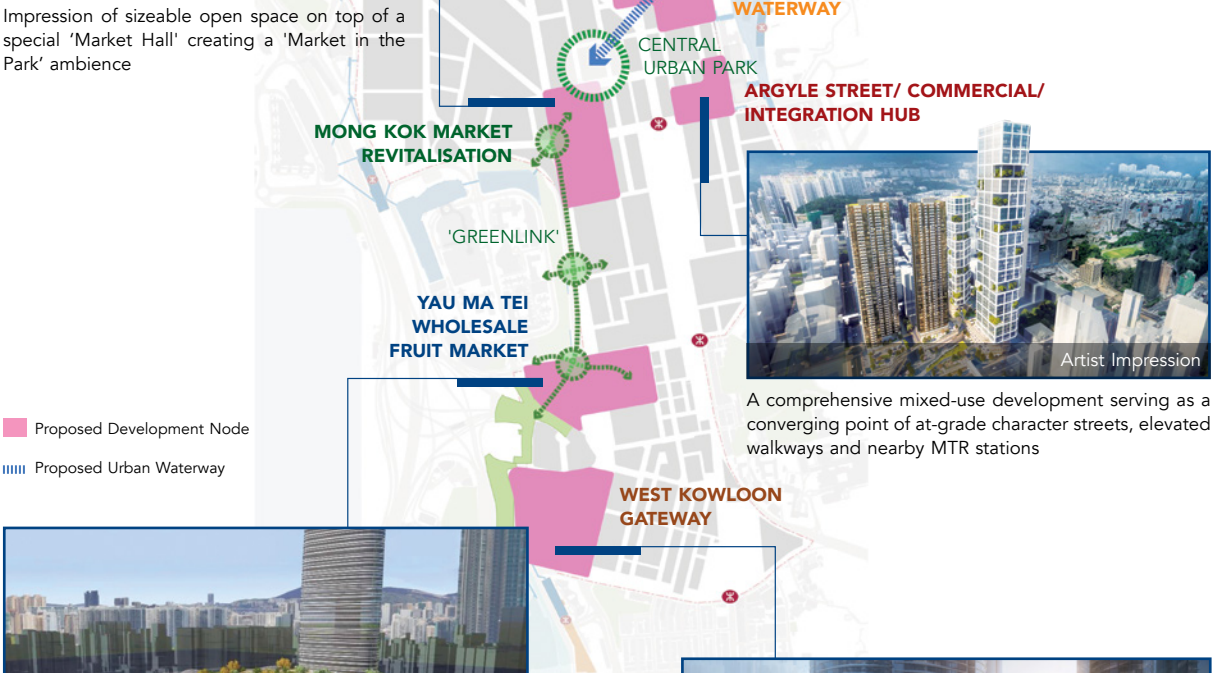 Impression of sizeable open space on top of a
special ‘Market Hall' creating a 'Market in the
Park’ ambience
WATERWAY
CENTRAL
URBAN PARK
ARGYLE STREET/ COMMERCIAL/
INTEGRATION HUB
MONG KOK MARKET
REVITALISATION
'GREENLINK'
YAU MA TEI
WHOLESALE
FRUIT MARKET
Artist Impression
A comprehensive mixed-use development serving as a
converging point of at-grade character streets, elevated
walkways and nearby MTR stations
Proposed Development Node
Proposed Urban Waterway
WEST KOWLOON
GATEWAY